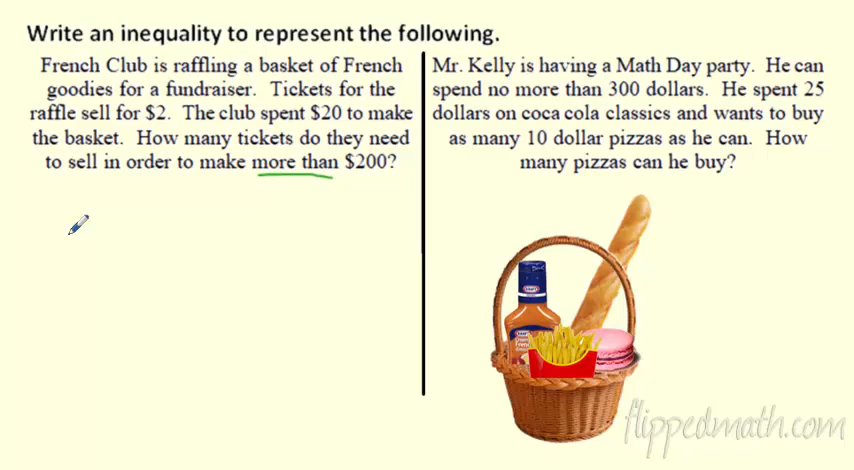 Write an inequality to represent the following.
French Club is raffling a basket of French
goodies for a fundraiser. Tickets for the
raffle sell for $2. The club spent $20 to make
the basket. How many tickets do they need
to sell in order to make more than $200?
Mr. Kelly is having a Math Day party. He can
spend no more than 300 dollars. He spent 25
dollars on coca cola classics and wants to buy
as many 10 dollar pizzas as he can. How
many pizzas can he buy?
flippedmath.com